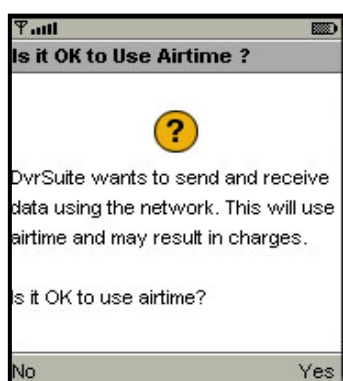 Is it OK to Use Airtime ?
?
DvrSuite wants to send and receive
data using the network. This will use
airtime and may result in charges.
Is it OK to use airtime?
No Yes